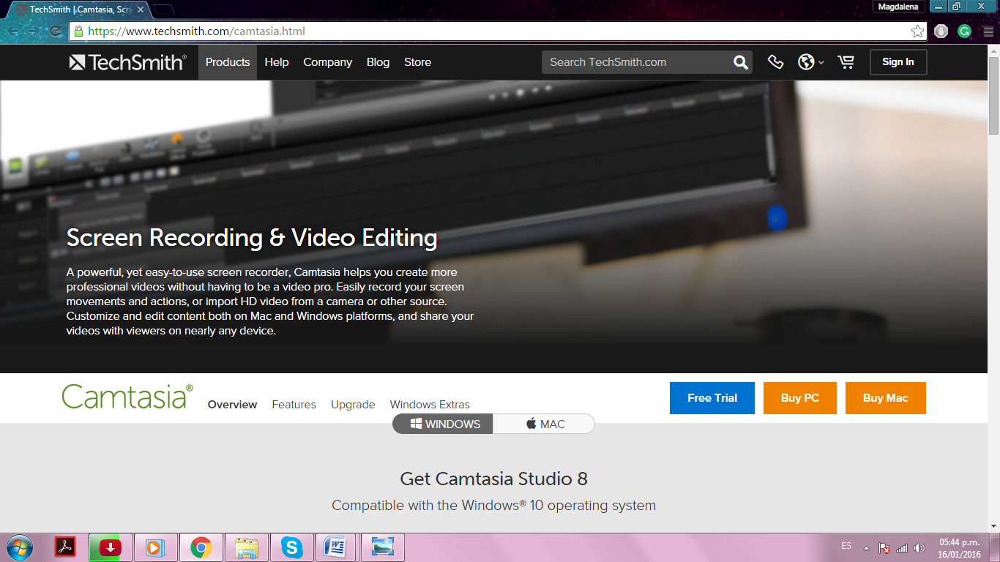 TechSmith | Camtasia, Scre
Magdalena
https://www.techsmith.com/camtasia.html
TechSmith®
Products
Help
Company
Blog
Store
Search TechSmith.com
Sign In
Screen Recording & Video Editing
A powerful, yet easy-to-use screen recorder, Camtasia helps you create more
professional videos without having to be a video pro. Easily record your screen
movements and actions, or import HD video from a camera or other source.
Customize and edit content both on Mac and Windows platforms, and share your
videos with viewers on nearly any device.
Camtasia®
Overview
Features
Upgrade
Windows Extras
Free Trial
Buy PC
Buy Mac
WINDOWS
MAC
Get Camtasia Studio 8
Compatible with the Windows® 10 operating system
ES
05:44 p.m.
16/01/2016